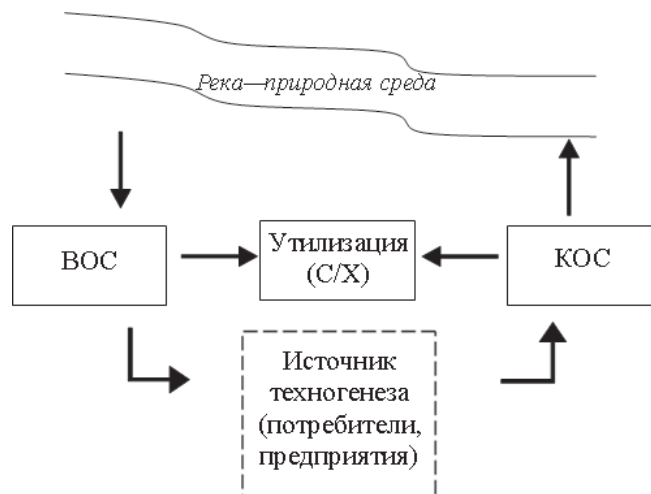 Река—природная среда
ВОС
Утилизация
(С/Х)
КОС
Источник
техногенеза
(потребители,
предприятия)